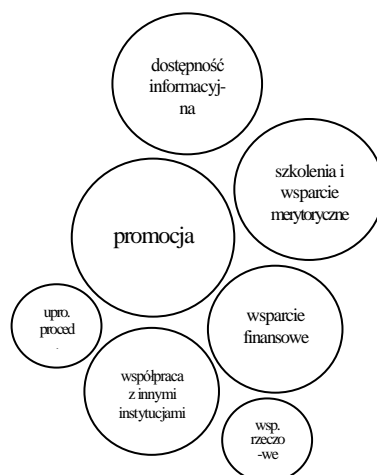 dostępność
informacyj-
na
szkolenia i
wsparcie
merytoryczne
promocja
upro.
proced
.
wsparcie
finansowe
współpraca
z innymi
instytucjami
wsp.
rzeczo
-we